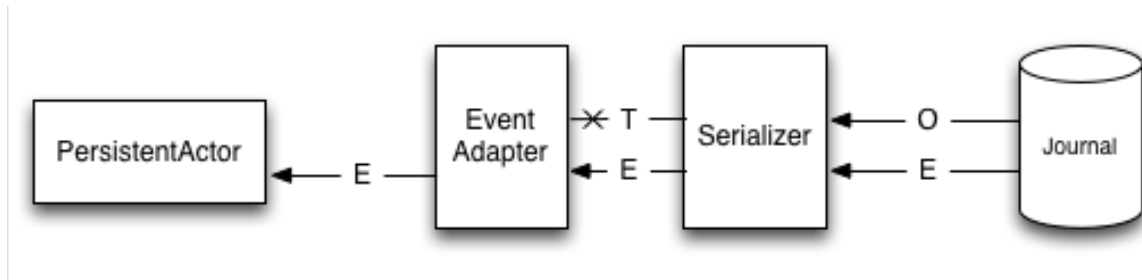 PersistentActor
E
Event
Adapter
T
E
Serializer
O
E
Journal